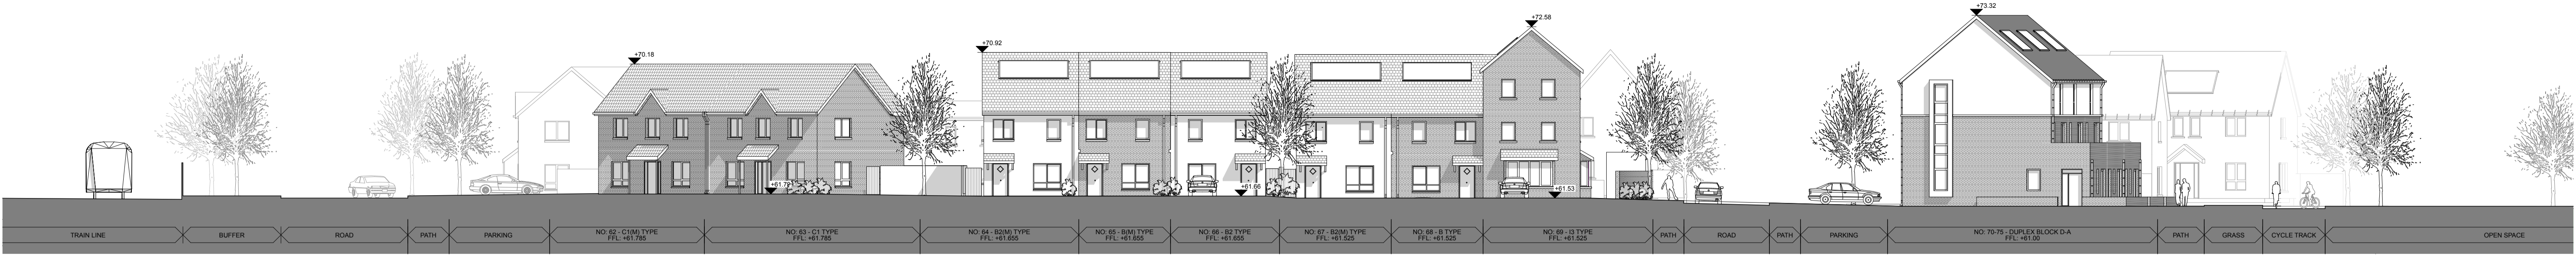 +70.18
+70.92
+72.58
+73.32
+61.79
+61.66
+61.53
TRAIN LINE
BUFFER
ROAD
PATH
PARKING
NO: 62 - C1(M) TYPE
FFL: +61.785
NO: 63 - C1 TYPE
FFL: +61.785
NO: 64 - B2(M) TYPE
FFL: +61.655
NO: 65 - B(M) TYPE
FFL: +61.655
NO: 66 - B2 TYPE
FFL: +61.655
NO: 67 - B2(M) TYPE
FFL: +61.525
NO: 68 - B TYPE
FFL: +61.525
NO: 69 - I3 TYPE
FFL: +61.525
PATH
ROAD
PATH
PARKING
NO: 70-75 - DUPLEX BLOCK D-A
FFL: +61.00
PATH
GRASS
CYCLE TRACK
OPEN SPACE